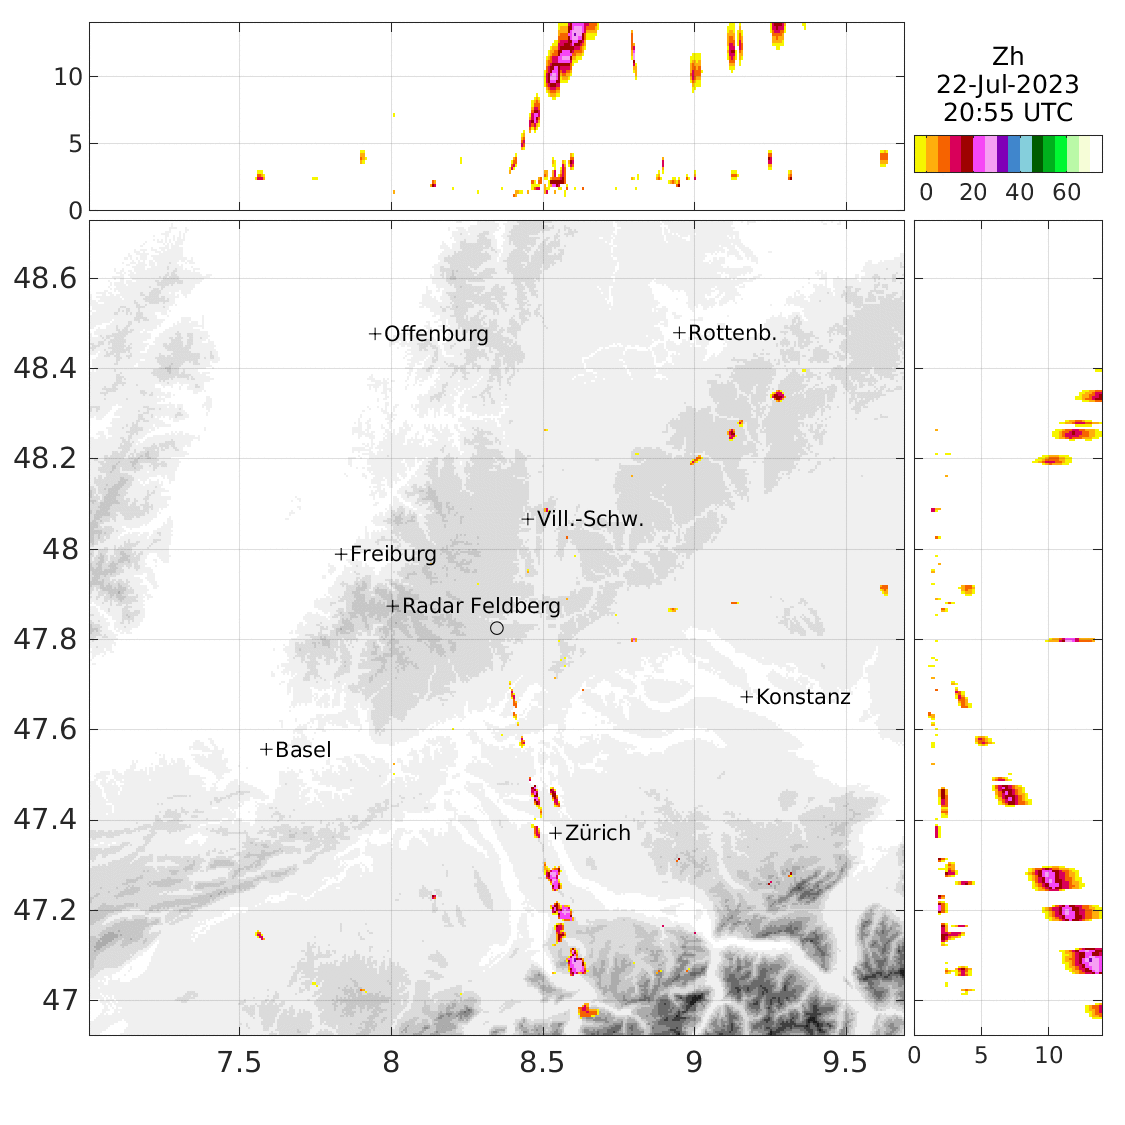 10
5
0
Zh
22-Jul-2023
20:55 UTC
0 20 40 60
48.6
48.4
48.2
48
47.8
47.6
47.4
47.2
47
+Offenburg
+Rottenb.
+Vill.-Schw.
+Freiburg
+Radar Feldberg
+Konstanz
+Basel
+Zürich
7.5 8 8.5 9 9.5
0 5 10